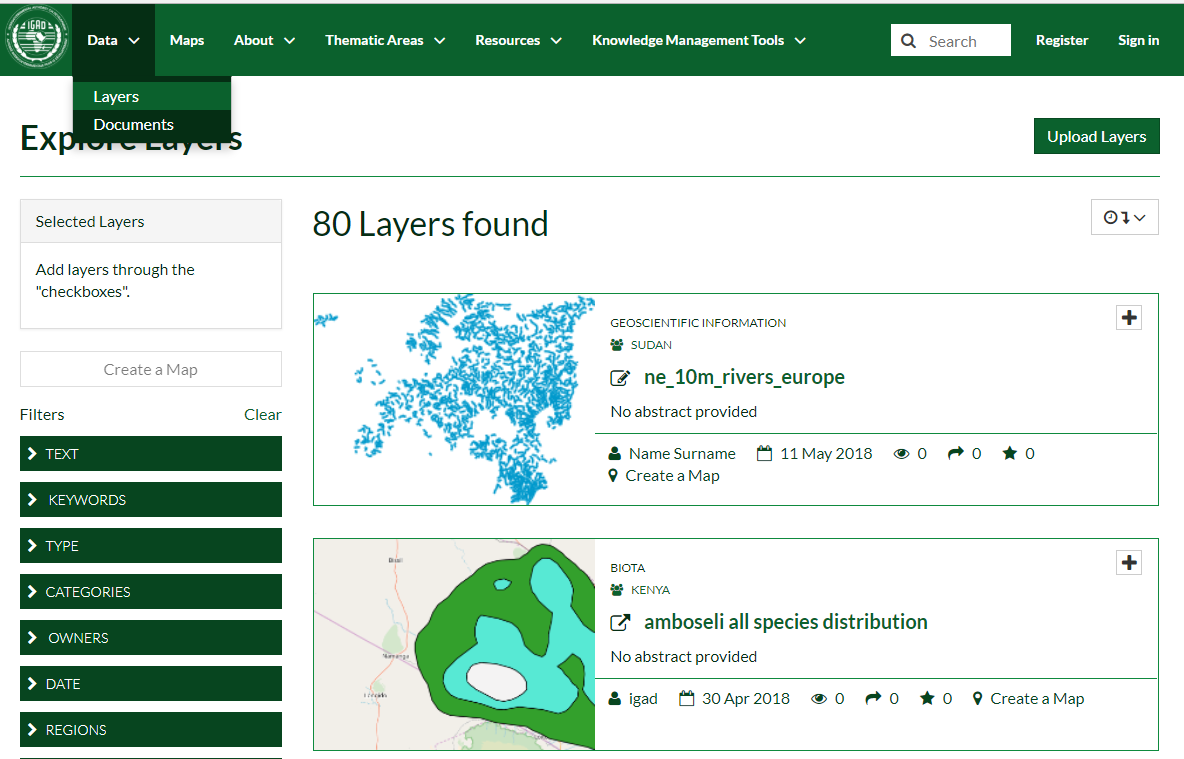 IGAD
Data Maps About Thematic Areas Resources Knowledge Management Tools Search Register Sign in
Layers
Documents
Explore Layers
Upload Layers
Selected Layers
Add layers through the
"checkboxes".
Create a Map
Filters Clear
TEXT
KEYWORDS
TYPE
CATEGORIES
OWNERS
DATE
REGIONS
80 Layers found
GEOSCIENTIFIC INFORMATION
SUDAN
ne_10m_rivers_europe
No abstract provided
Name Surname 11 May 2018 0 0 0
Create a Map
BIOTA
KENYA
amboseli all species distribution
No abstract provided
igad 30 Apr 2018 0 0 0 Create a Map
Bissil
Namanga
Longido